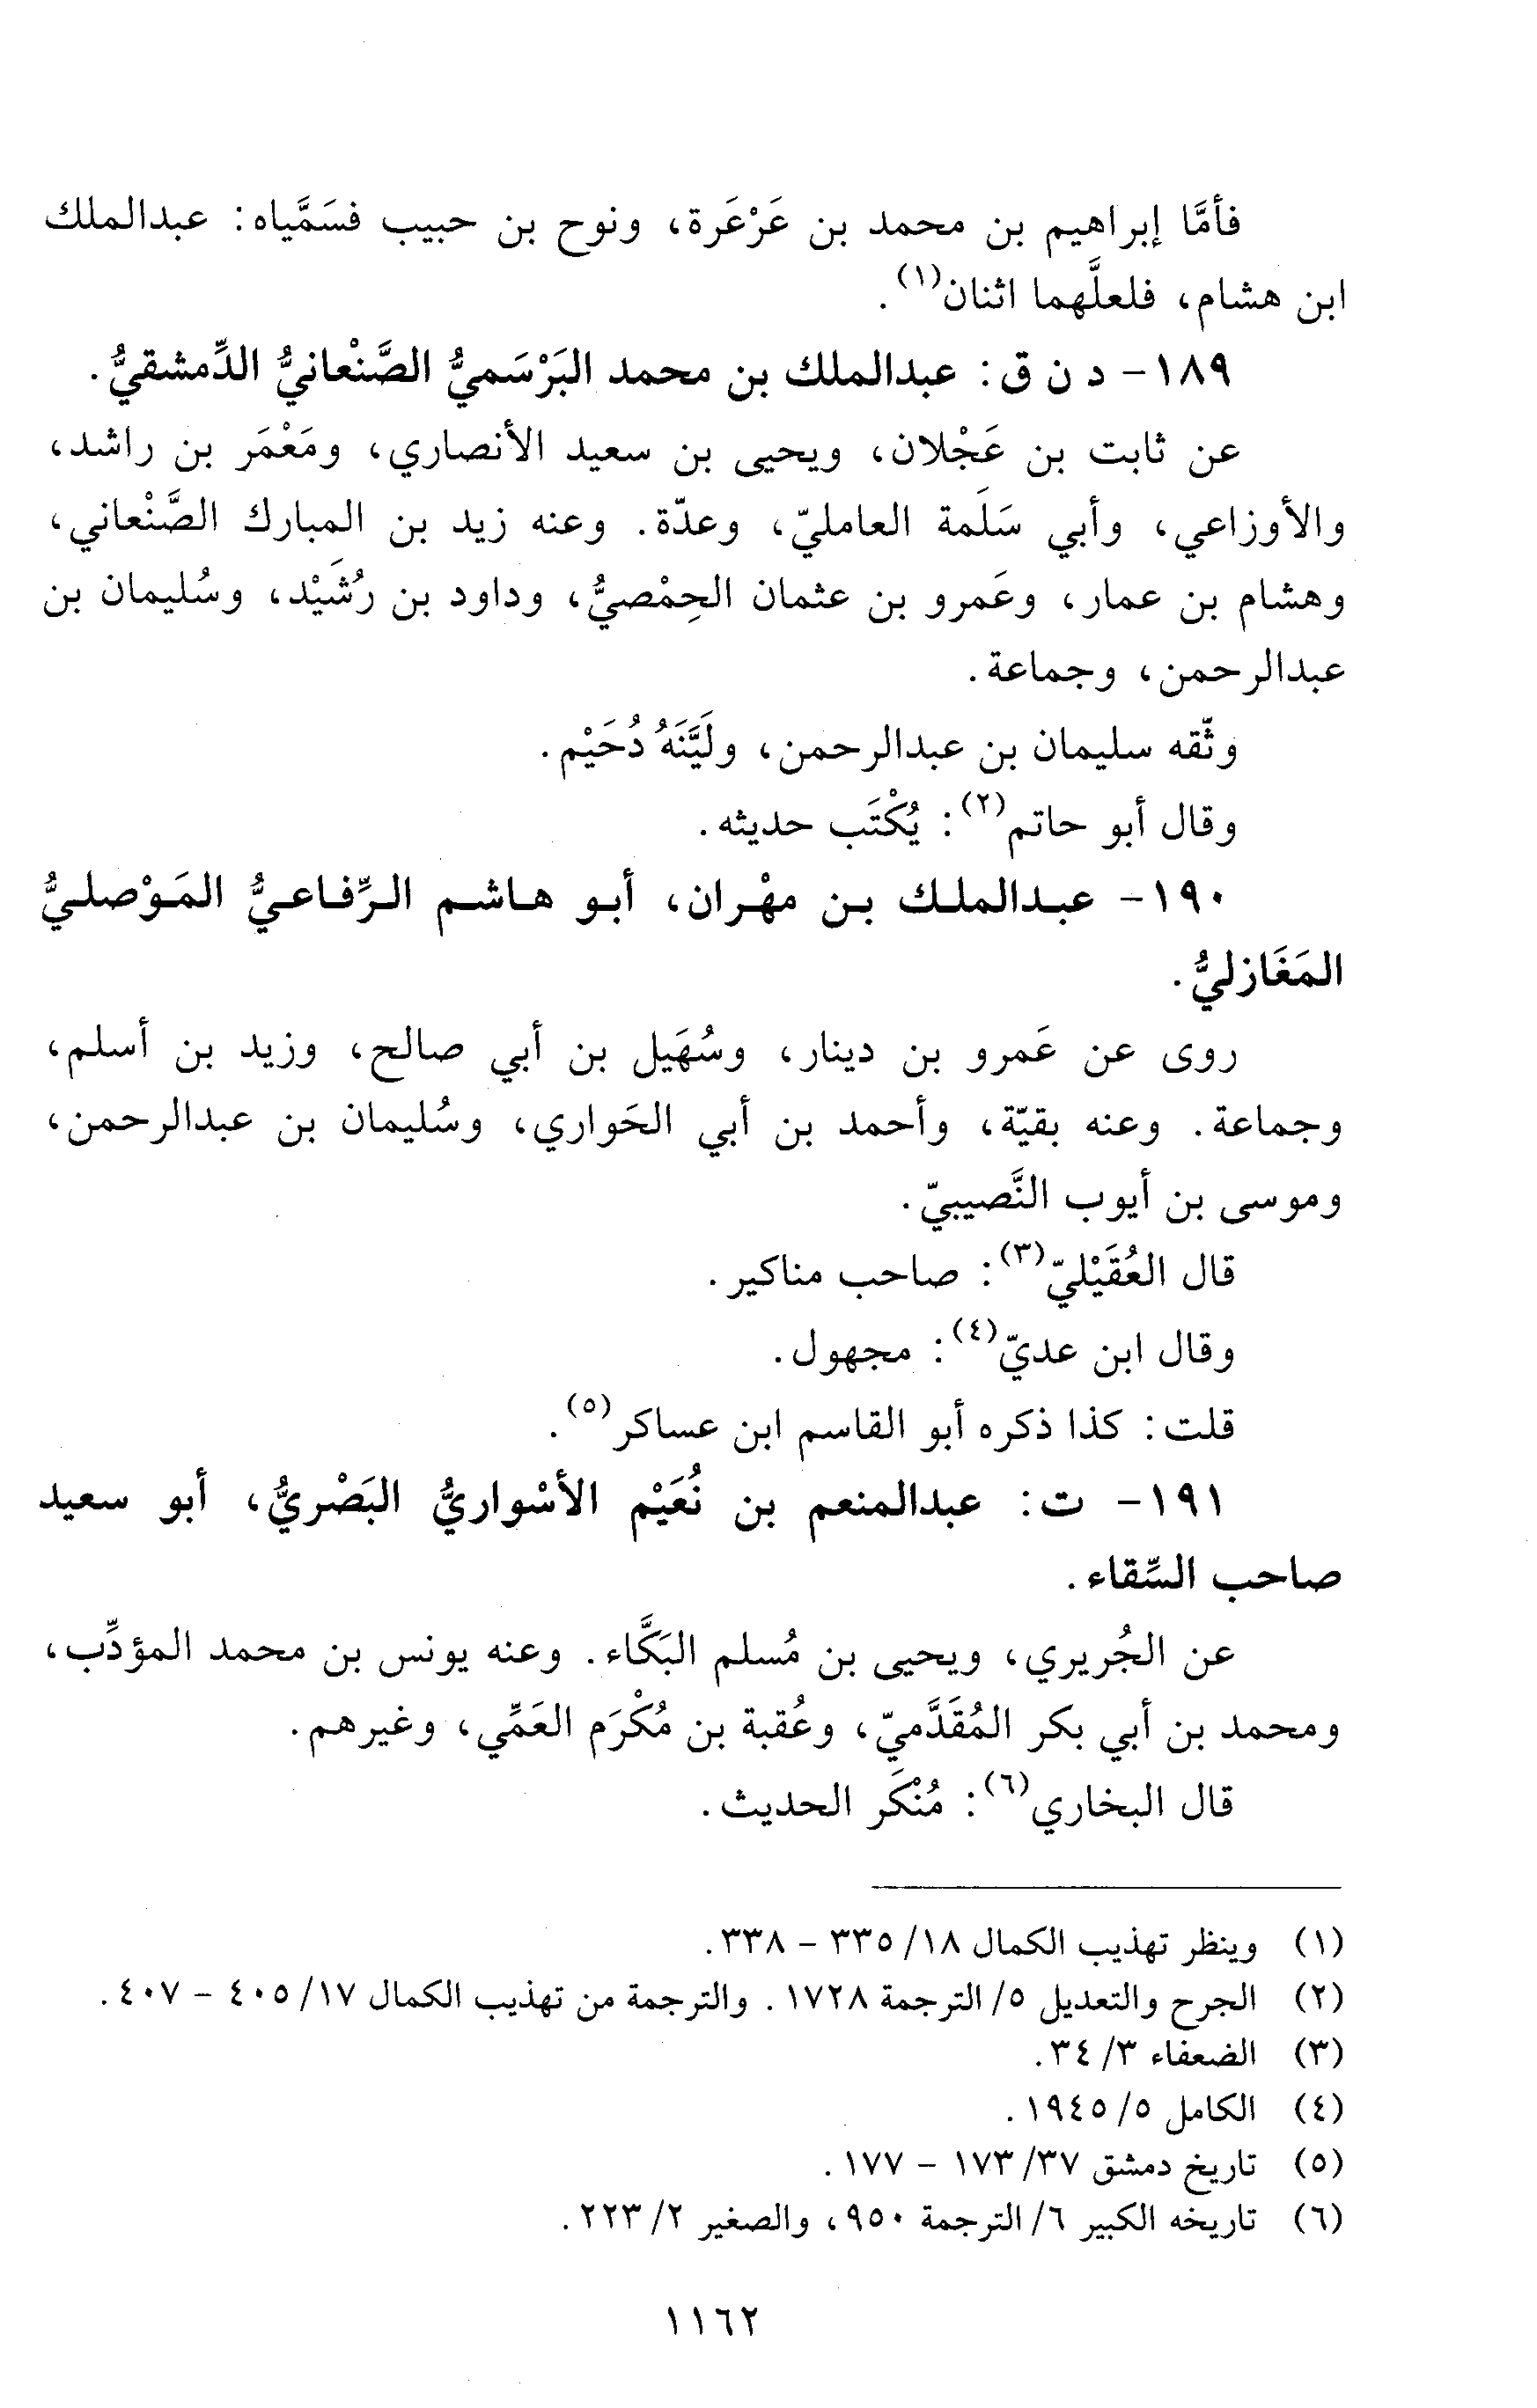 فأمَّا إبراهيم بن محمد بن عَرْعَرة، ونوح بن حبيب فسَمَّياه: عبدالملك
ابن هشام، فلعلَّهما اثنان(١).
١٨٩- د ن ق: عبدالملك بن محمد البَرْسَميُّ الصَّنْعانيُّ الدِّمشقيُّ.
عن ثابت بن عَجْلان، ويحيى بن سعيد الأنصاري، ومَعْمَر بن راشد،
والأوزاعي، وأبي سَلَمة العامليّ، وعدّة. وعنه زيد بن المبارك الصَّنْعاني،
وهشام بن عمار، وعَمرو بن عثمان الحِمْصيُّ، وداود بن رُشَيْد، وسُليمان بن
عبدالرحمن، وجماعة.
وثّقه سليمان بن عبدالرحمن، ولَيَّنَهُ دُحَيْم.
وقال أبو حاتم(٢): يُكْتَب حديثه.
١٩٠- عبدالملك بن مهْران، أبو هاشم الرِّفاعيُّ المَوْصليُّ
المَغَازليُّ.
روى عن عَمرو بن دينار، وسُهَيل بن أبي صالح، وزيد بن أسلم،
وجماعة. وعنه بقيّة، وأحمد بن أبي الحَواري، وسُليمان بن عبدالرحمن،
وموسى بن أيوب النَّصيبيّ.
قال العُقَيْليّ(٣): صاحب مناكير.
وقال ابن عديّ(٤): مجهول.
قلت: كذا ذكره أبو القاسم ابن عساكر(٥).
١٩١- ت: عبدالمنعم بن نُعَيْم الأسْواريُّ البَصْريُّ، أبو سعيد
صاحب السِّقاء.
عن الجُريري، ويحيى بن مُسلم البَكَّاء. وعنه يونس بن محمد المؤدِّب،
ومحمد بن أبي بكر المُقَدَّميّ، وعُقبة بن مُكْرَم العَمِّي، وغيرهم.
قال البخاري(٦): مُنْكَر الحديث.
(١) وينظر تهذيب الكمال ١٨/ ٣٣٥ - ٣٣٨.
(٢) الجرح والتعديل ٥/ الترجمة ١٧٢٨. والترجمة من تهذيب الكمال ١٧/ ٤٠٥ - ٤٠٧.
(٣) الضعفاء ٣/ ٣٤.
(٤) الكامل ٥/ ١٩٤٥.
(٥) تاريخ دمشق ٣٧/ ١٧٣ - ١٧٧.
(٦) تاريخه الكبير ٦/ الترجمة ٩٥٠، والصغير ٢/ ٢٢٣.
١١٦٢